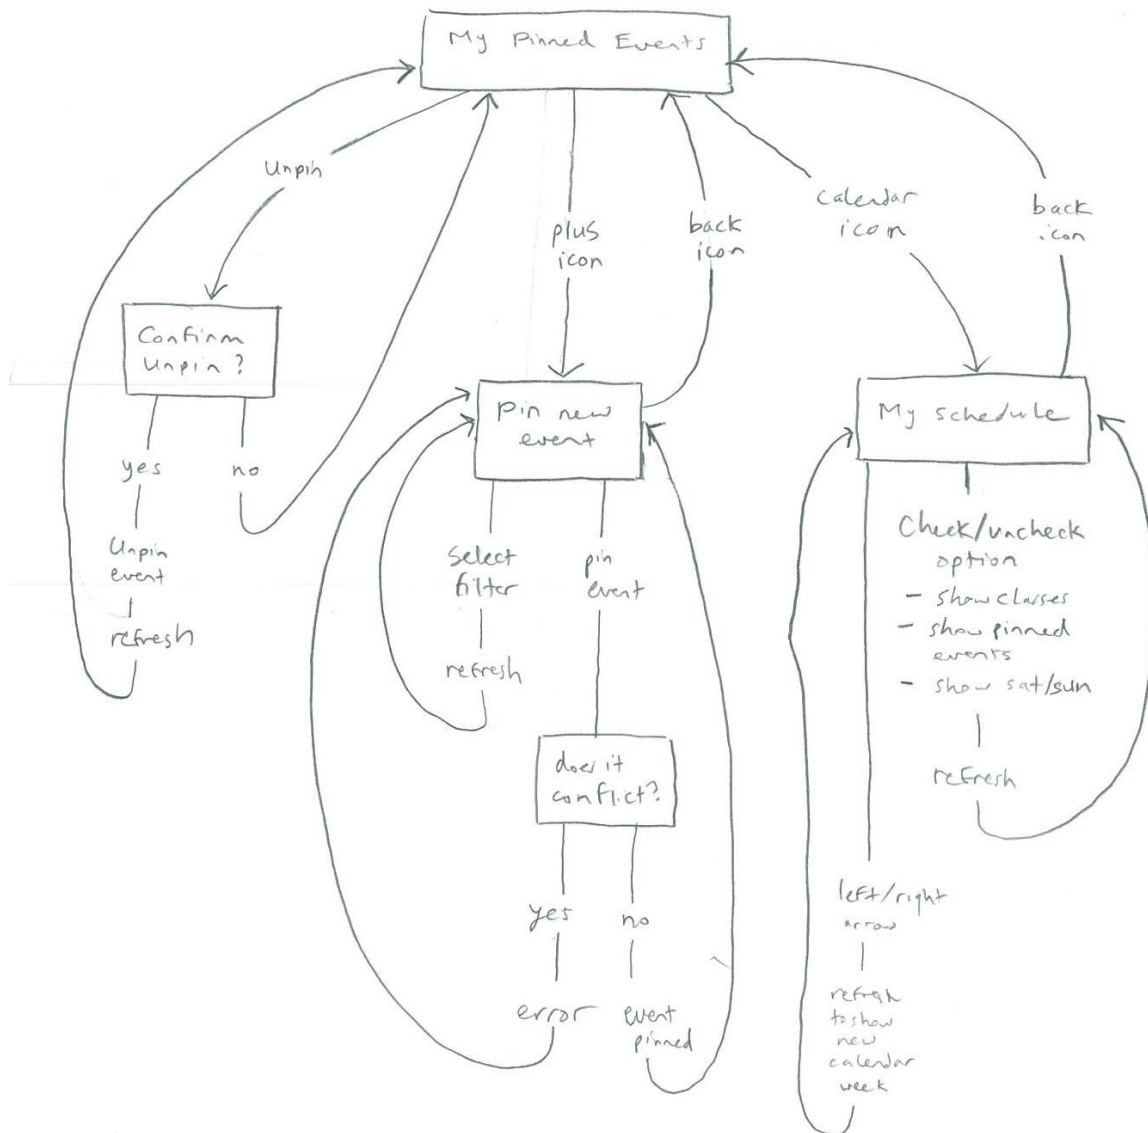 My Pinned Events
Unpin
plus
icon
back
icon
calendar
icon
back
icon
Confirm
Unpin?
yes
no
Unpin
event
refresh
Pin new
event
select
filter
refresh
pin
event
does it
conflict?
yes
no
error
event
pinned
My schedule
Check/uncheck
option
- show classes
- show pinned
events
- show sat/sun
refresh
left/right
arrow
refresh
to show
new
calendar
week